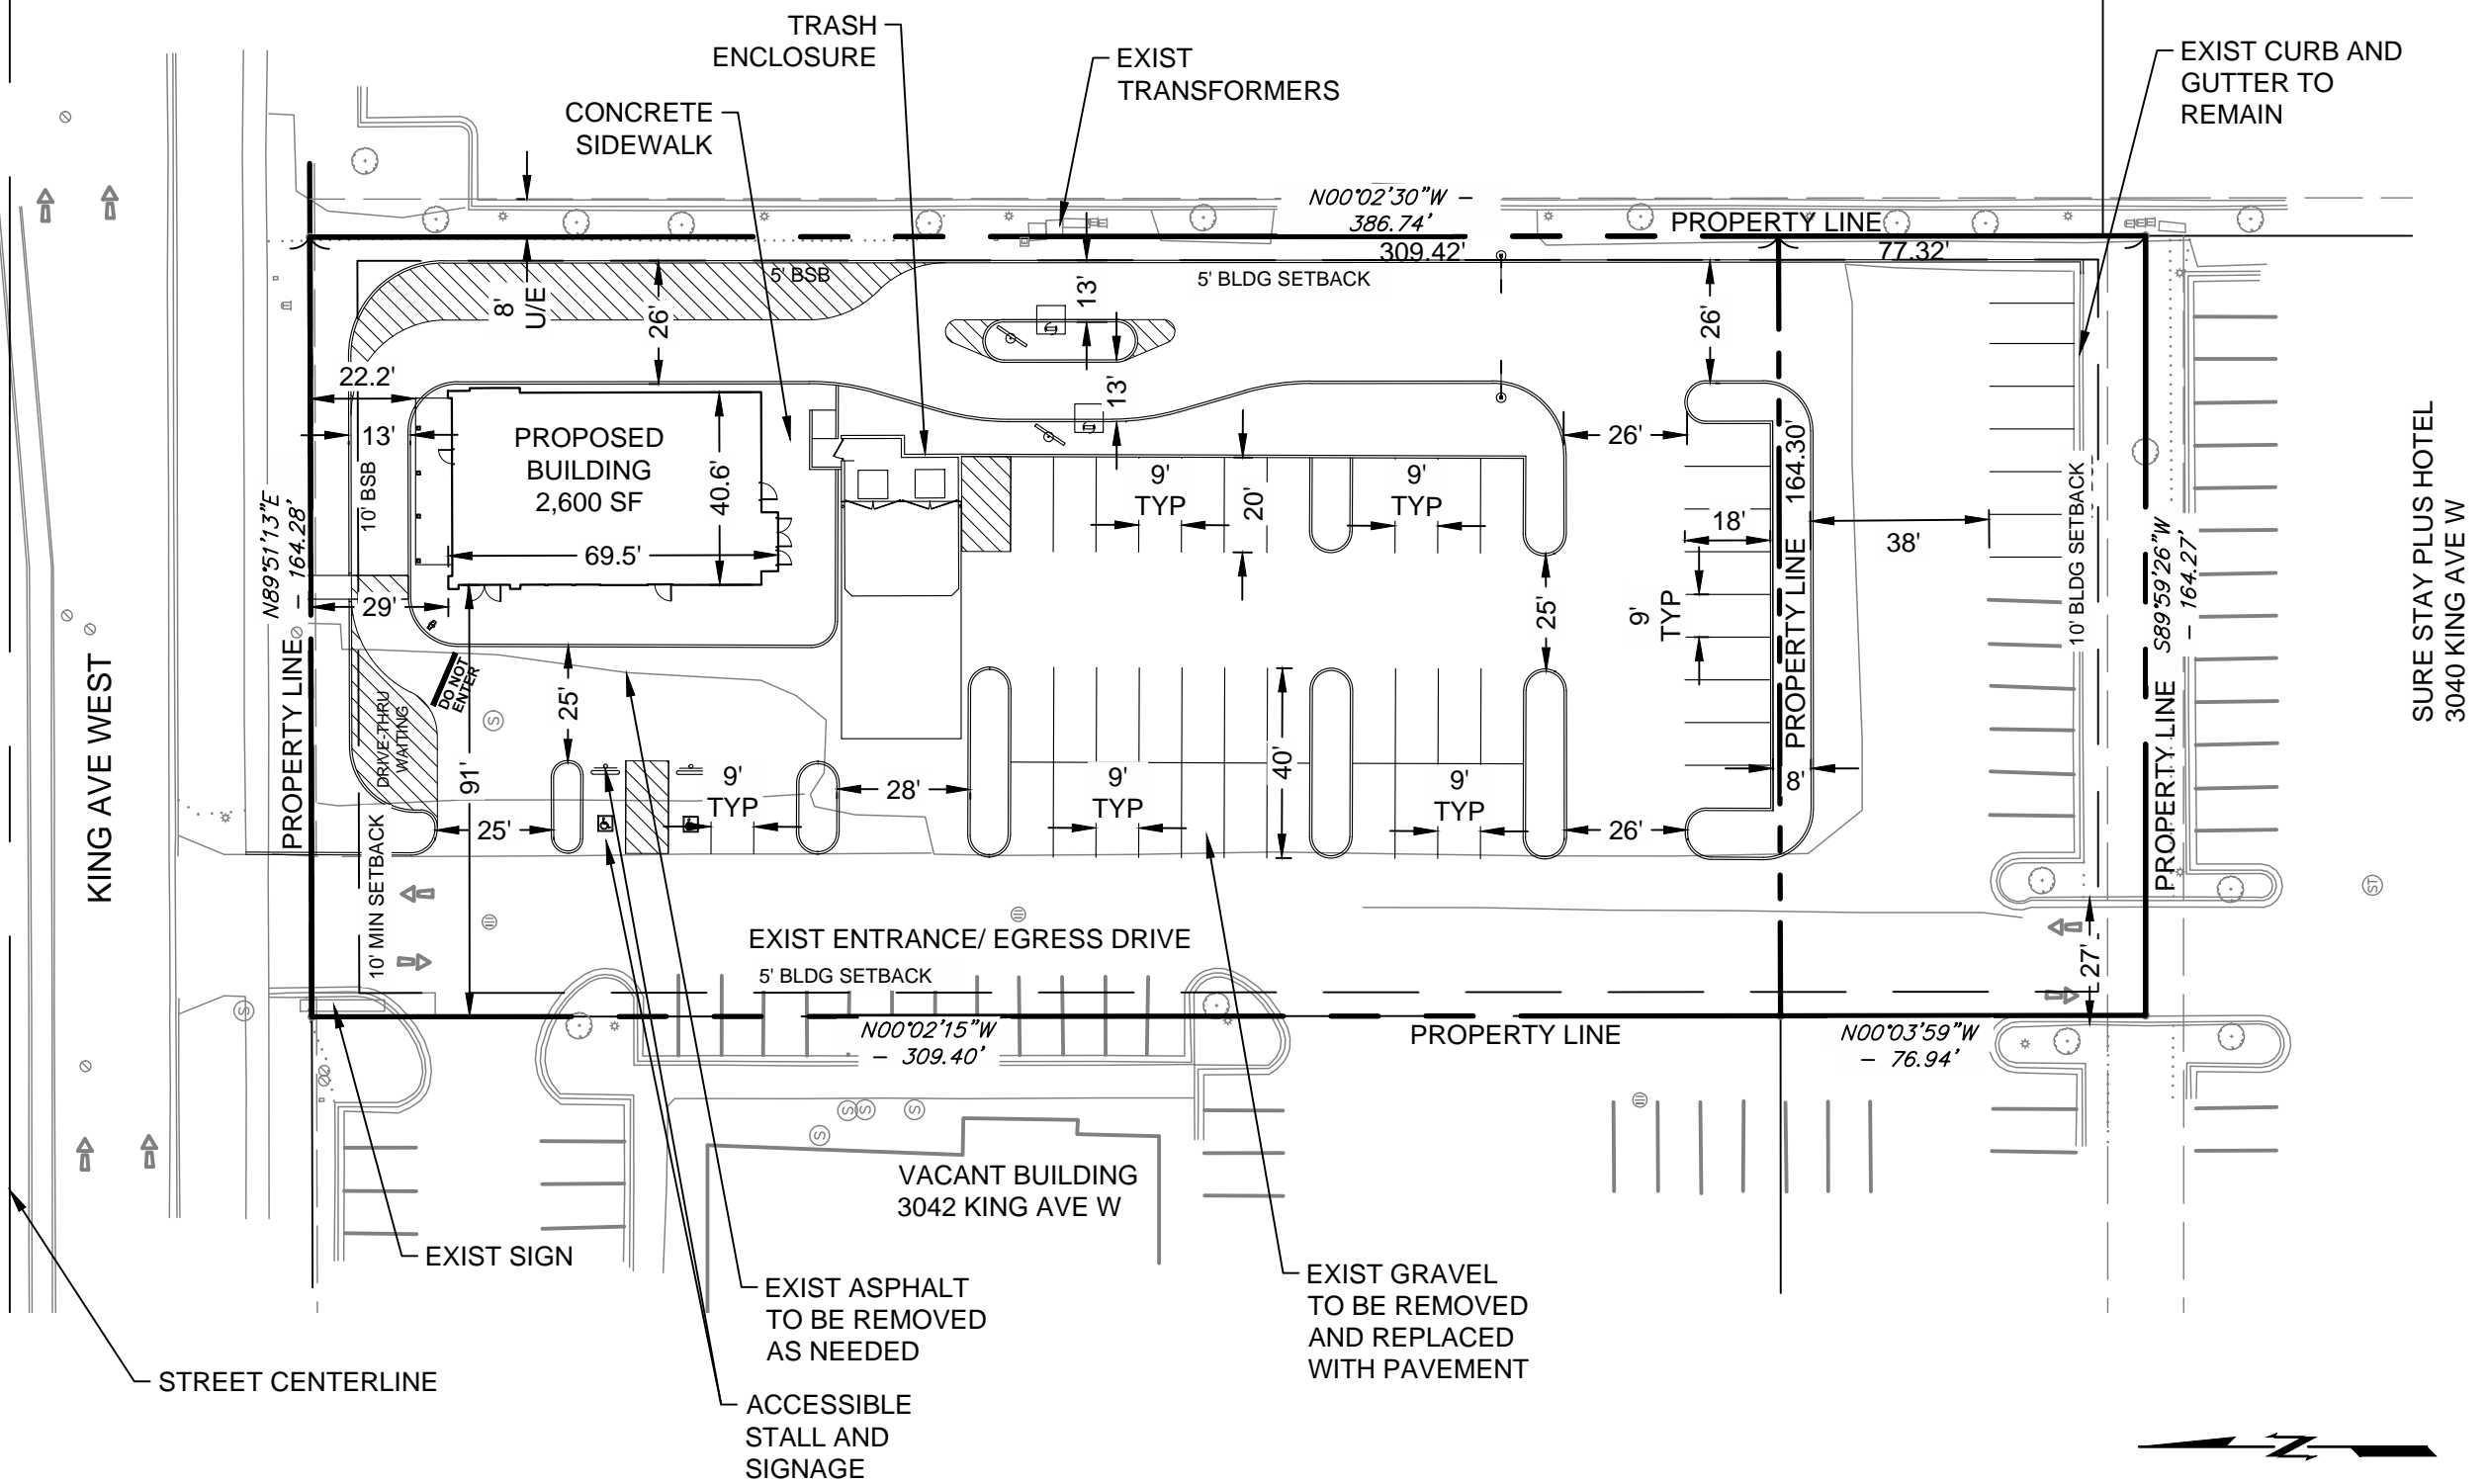 TRASH
ENCLOSURE
EXIST
TRANSFORMERS
EXIST CURB AND
GUTTER TO
REMAIN
CONCRETE
SIDEWALK
N00°02'30"W –
386.74'
PROPERTY LINE
309.42'
77.32'
5' BSB
5' BLDG SETBACK
8'
U/E
26'
13'
26'
22.2'
13'
13'
10' BSB
PROPOSED
BUILDING
2,600 SF
40.6'
69.5'
29'
9'
TYP
20'
9'
TYP
26'
18'
38'
9'
TYP
25'
PROPERTY LINE 164.30'
10' BLDG SETBACK
S89°59'26"W
– 164.27'
PROPERTY LINE
SURE STAY PLUS HOTEL
3040 KING AVE W
N89°51'13"E
– 164.28'
PROPERTY LINE
KING AVE WEST
DO NOT
ENTER
DRIVE-THRU
WAITING
91'
25'
S
25'
9'
TYP
28'
9'
TYP
40'
9'
TYP
26'
8'
10' MIN SETBACK
ST
27'
EXIST ENTRANCE/ EGRESS DRIVE
5' BLDG SETBACK
S
N00°02'15"W
– 309.40'
PROPERTY LINE
N00°03'59"W
– 76.94'
S
S
S
S
VACANT BUILDING
3042 KING AVE W
EXIST SIGN
EXIST ASPHALT
TO BE REMOVED
AS NEEDED
EXIST GRAVEL
TO BE REMOVED
AND REPLACED
WITH PAVEMENT
STREET CENTERLINE
ACCESSIBLE
STALL AND
SIGNAGE
N